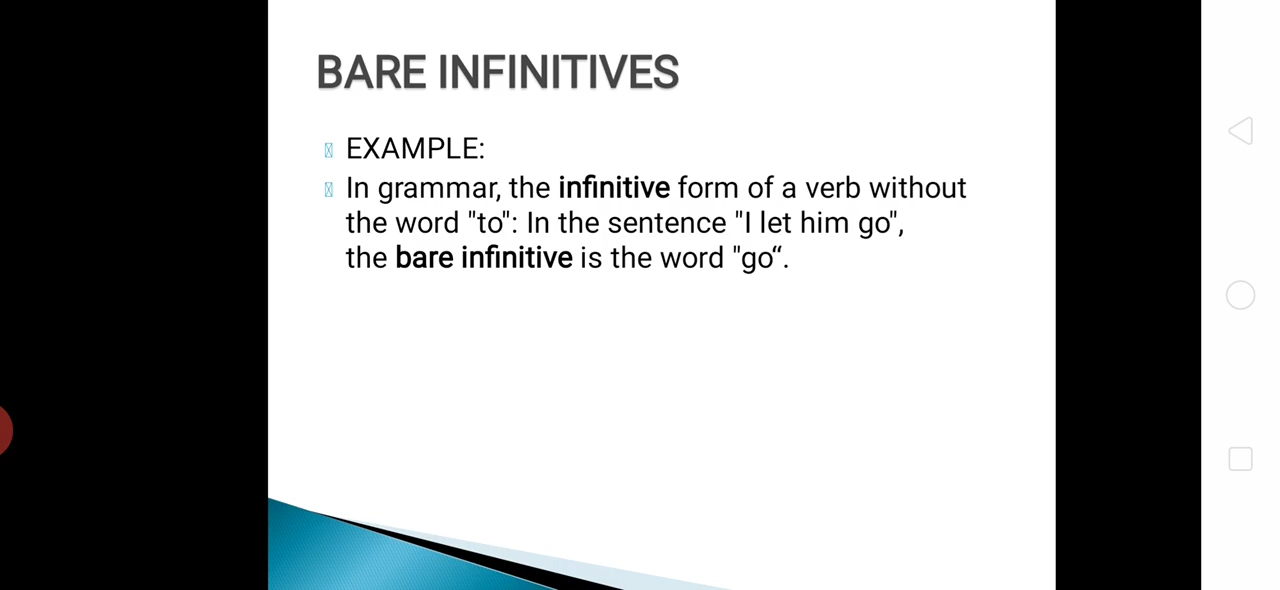 BARE INFINITIVES
EXAMPLE:
In grammar, the infinitive form of a verb without
the word "to": In the sentence "I let him go",
the bare infinitive is the word "go“.